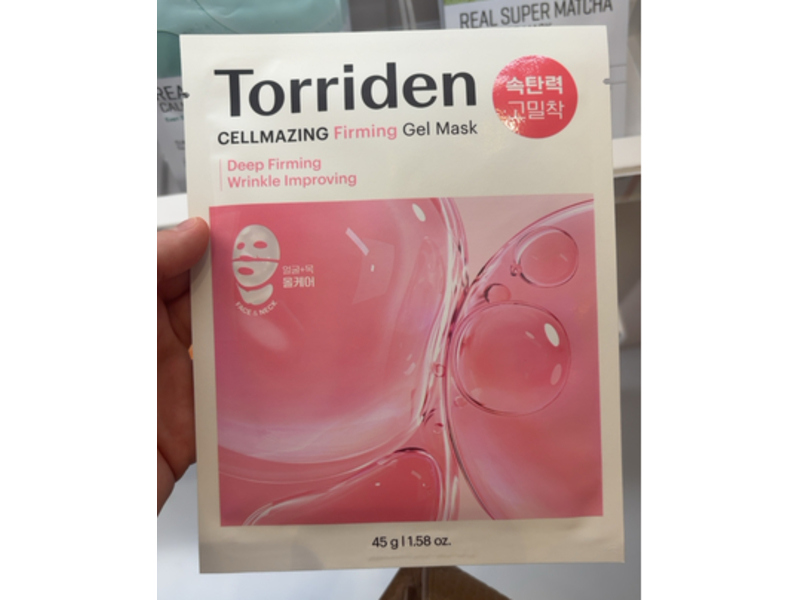 REAL SUPER MATCHA
Torriden
속탄력
고밀착
CELLMAZING Firming Gel Mask
Deep Firming
Wrinkle Improving
얼굴+목
올케어
FACE & NECK
45 g | 1.58 oz.